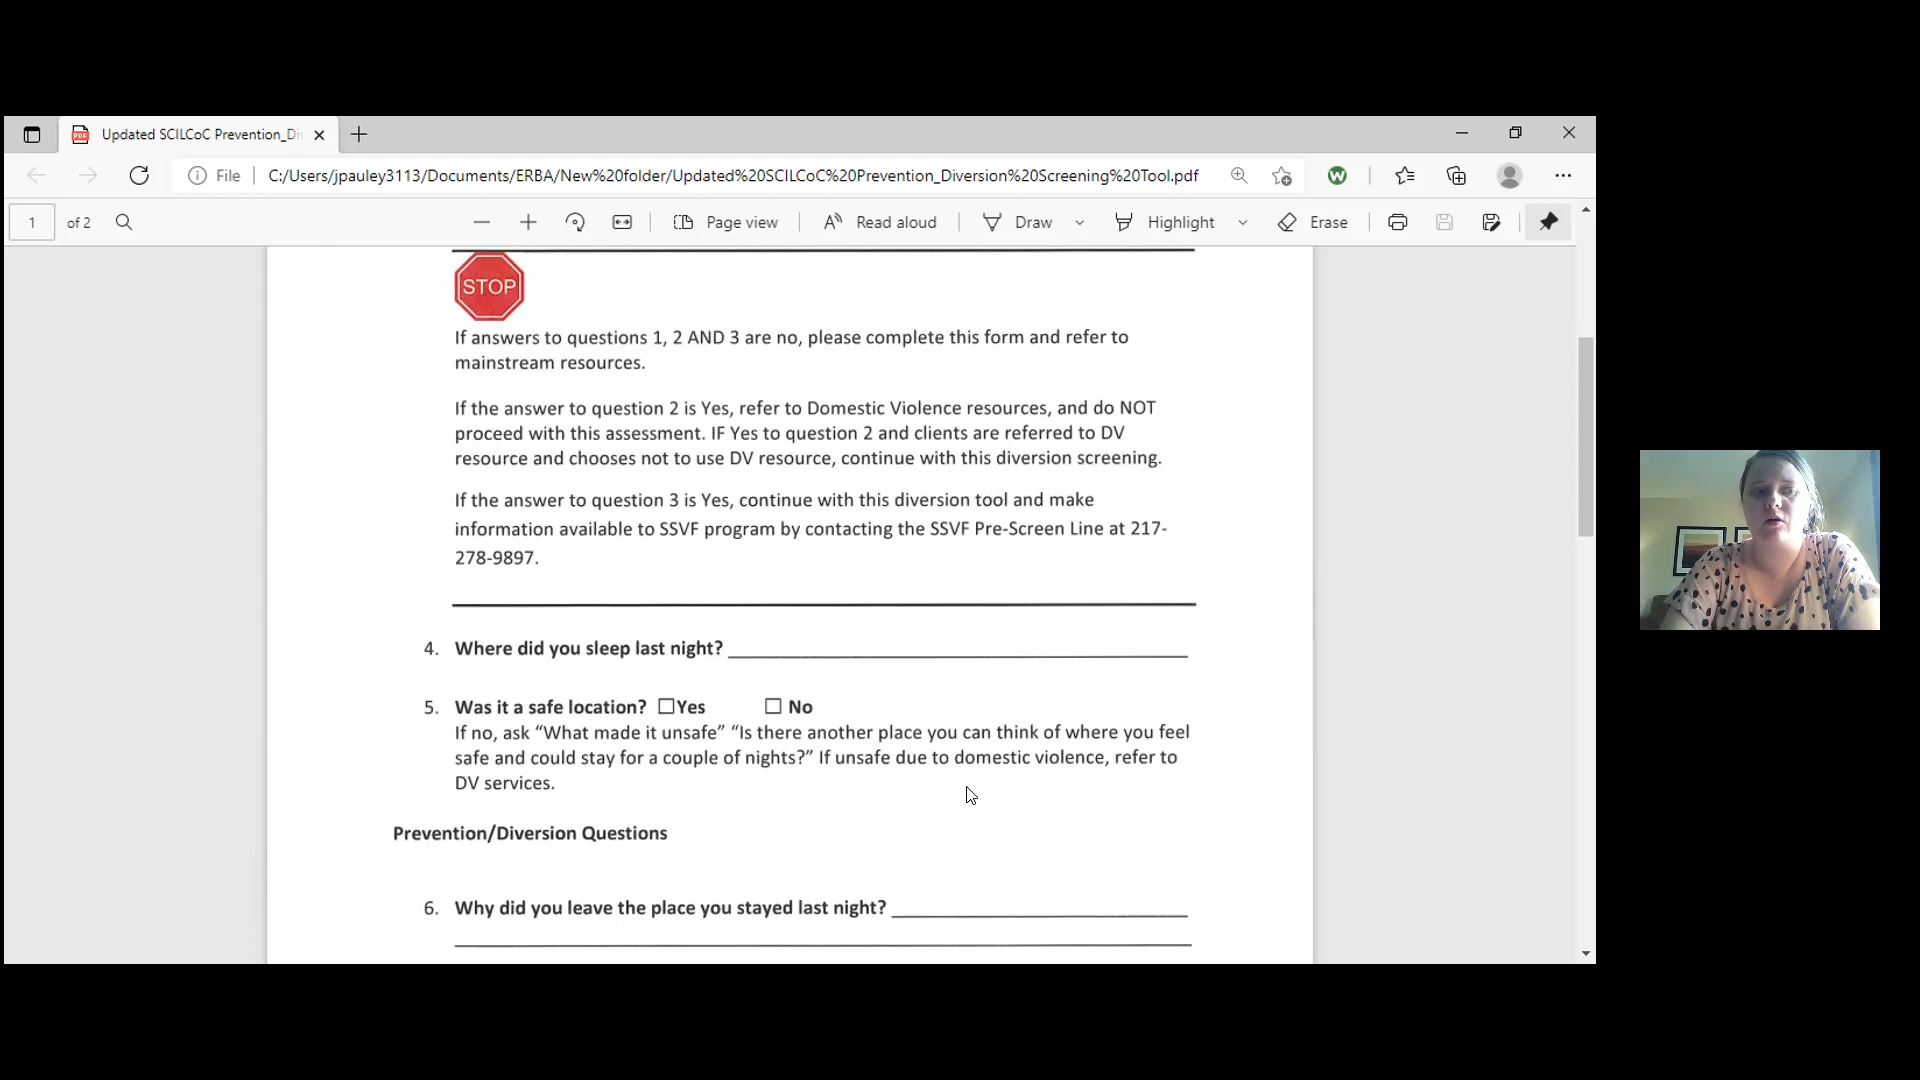 Updated SCILCoC Prevention_Di
File
C:/Users/jpauley3113/Documents/ERBA/New%20folder/Updated%20SCILCoC%20Prevention_Diversion%20Screening%20Tool.pdf
1 of 2
Page view
Read aloud
Draw
Highlight
Erase
STOP
If answers to questions 1, 2 AND 3 are no, please complete this form and refer to
mainstream resources.
If the answer to question 2 is Yes, refer to Domestic Violence resources, and do NOT
proceed with this assessment. IF Yes to question 2 and clients are referred to DV
resource and chooses not to use DV resource, continue with this diversion screening.
If the answer to question 3 is Yes, continue with this diversion tool and make
information available to SSVF program by contacting the SSVF Pre-Screen Line at 217-
278-9897.
4. Where did you sleep last night?
5. Was it a safe location? ☐Yes ☐ No
If no, ask “What made it unsafe” “Is there another place you can think of where you feel
safe and could stay for a couple of nights?” If unsafe due to domestic violence, refer to
DV services.
Prevention/Diversion Questions
6. Why did you leave the place you stayed last night?